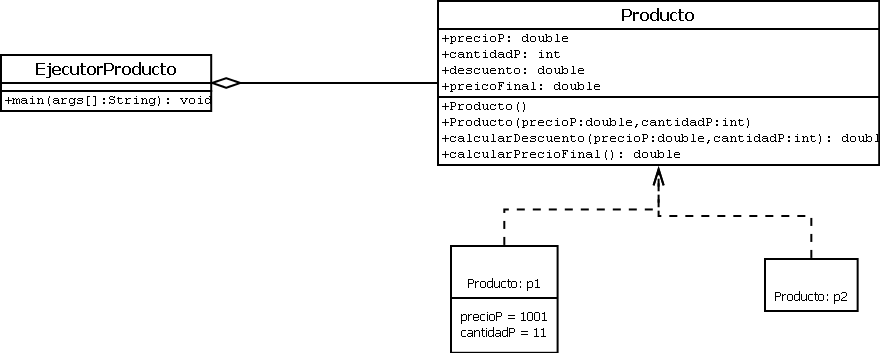 Producto
+precioP: double
+cantidadP: int
+descuento: double
+preicoFinal: double
+Producto()
+Producto(precioP:double,cantidadP:int)
+calcularDescuento(precioP:double,cantidadP:int): doubl
+calcularPrecioFinal(): double
EjecutorProducto
+main(args[]:String): void
Producto: p1
precioP = 1001
cantidadP = 11
Producto: p2